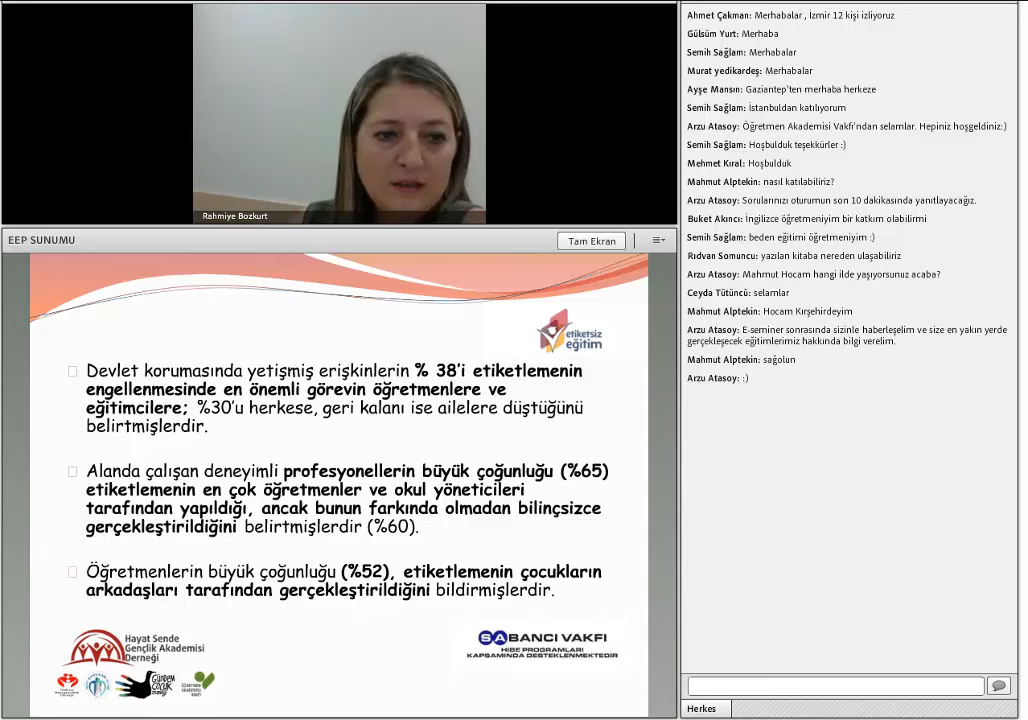 Rahmiye Bozkurt
EEP SUNUMU
Tam Ekran
etiketsiz
eğitim
Devlet korumasında yetişmiş erişkinlerin % 38'i etiketlemenin
engellenmesinde en önemli görevin öğretmenlere ve
eğitimcilere; %30'u herkese, geri kalanı ise ailelere düştüğünü
belirtmişlerdir.
Alanda çalışan deneyimli profesyonellerin büyük çoğunluğu (%65)
etiketlemenin en çok öğretmenler ve okul yöneticileri
tarafından yapıldığı, ancak bunun farkında olmadan bilinçsizce
gerçekleştirildiğini belirtmişlerdir (%60).
Öğretmenlerin büyük çoğunluğu (%52), etiketlemenin çocukların
arkadaşları tarafından gerçekleştirildiğini bildirmişlerdir.
Hayat Sende
Gençlik Akademisi
Derneği
GÜNDEM
ÇOCUK
SABANCI VAKFI
HİBE PROGRAMLARI
KAPSAMINDA DESTEKLENMEKTEDİR
Ahmet Çakman: Merhabalar , İzmir 12 kişi izliyoruz
Gülsüm Yurt: Merhaba
Semih Sağlam: Merhabalar
Murat yedikardeş: Merhabalar
Ayşe Mansın: Gaziantep'ten merhaba herkeze
Semih Sağlam: İstanbuldan katılıyorum
Arzu Atasoy: Öğretmen Akademisi Vakfı'ndan selamlar. Hepiniz hoşgeldiniz:)
Semih Sağlam: Hoşbulduk teşekkürler :)
Mehmet Kıral: Hoşbulduk
Mahmut Alptekin: nasıl katılabiliriz?
Arzu Atasoy: Sorularınızı oturumun son 10 dakikasında yanıtlayacağız.
Buket Akıncı: İngilizce öğretmeniyim bir katkım olabilirmi
Semih Sağlam: beden eğitimi öğretmeniyim :)
Rıdvan Somuncu: yazılan kitaba nereden ulaşabiliriz
Arzu Atasoy: Mahmut Hocam hangi ilde yaşıyorsunuz acaba?
Ceyda Tütüncü: selamlar
Mahmut Alptekin: Hocam Kırşehirdeyim
Arzu Atasoy: E-seminer sonrasında sizinle haberleşelim ve size en yakın yerde
gerçekleşecek eğitimlerimiz hakkında bilgi verelim.
Mahmut Alptekin: sağolun
Arzu Atasoy: :)
Herkes